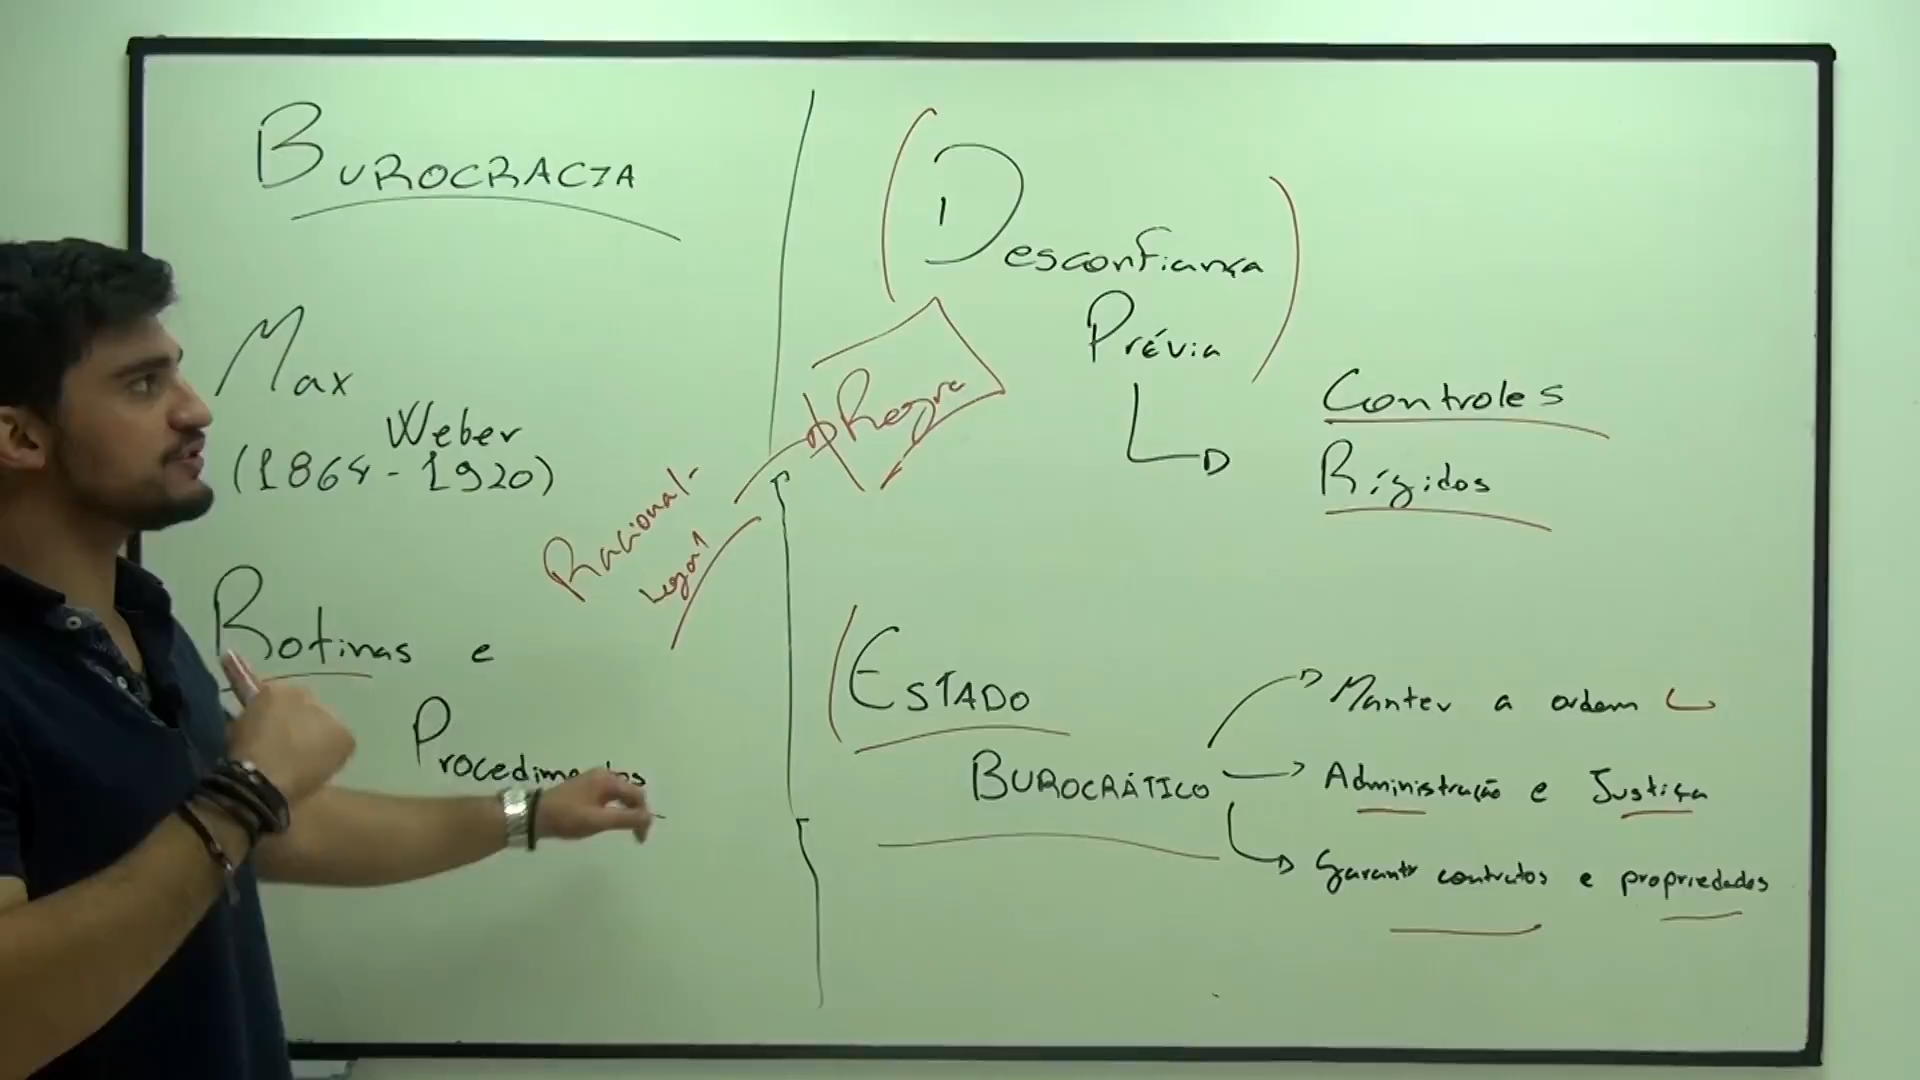 BUROCRACIA
Max
Weber
(1864-1920)
Rotinas e
Procedimentos
Racional-
legal
Regra
Desconfiança
Prévia
Controles
Rígidos
ESTADO
BUROCRÁTICO
Manter a ordem
Administração e Justiça
Garantir contratos e propriedades